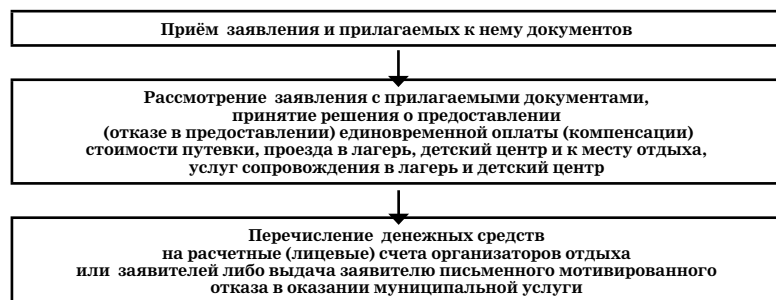 Приём заявления и прилагаемых к нему документов
Рассмотрение заявления с прилагаемыми документами,
принятие решения о предоставлении
(отказе в предоставлении) единовременной оплаты (компенсации)
стоимости путевки, проезда в лагерь, детский центр и к месту отдыха,
услуг сопровождения в лагерь и детский центр
Перечисление денежных средств
на расчетные (лицевые) счета организаторов отдыха
или заявителей либо выдача заявителю письменного мотивированного
отказа в оказании муниципальной услуги